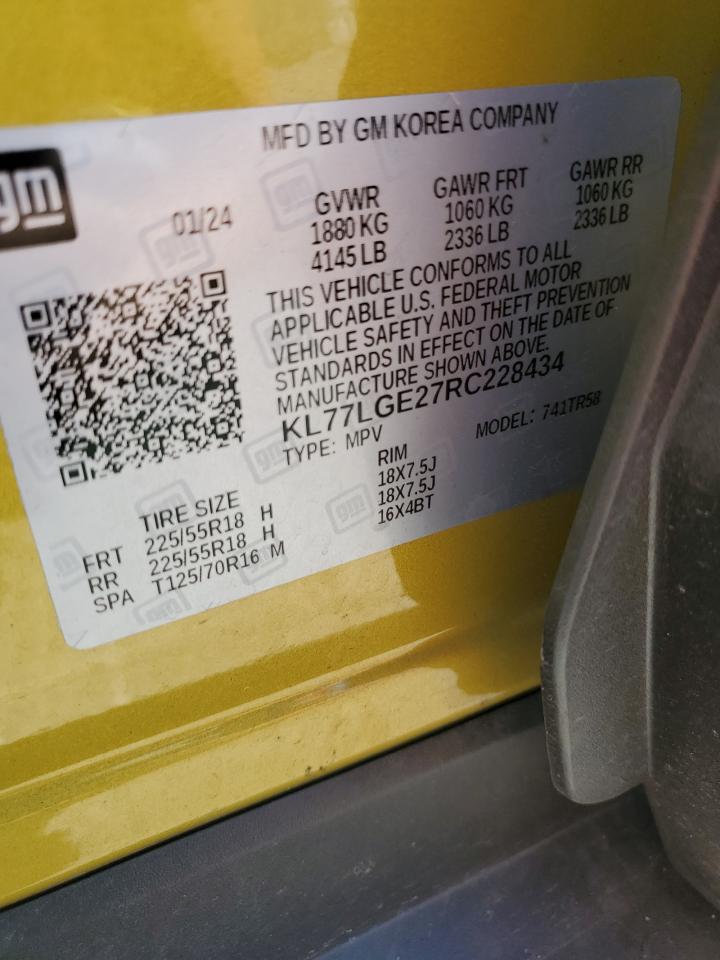 MFD BY GM KOREA COMPANY
gm
01/24
GVWR GAWR FRT GAWR RR
1880 KG 1060 KG 1060 KG
4145 LB 2336 LB 2336 LB
THIS VEHICLE CONFORMS TO ALL
APPLICABLE U.S. FEDERAL MOTOR
VEHICLE SAFETY AND THEFT PREVENTION
STANDARDS IN EFFECT ON THE DATE OF
MANUFACTURE SHOWN ABOVE.
KL77LGE27RC228434
TYPE: MPV MODEL: 741TR58
TIRE SIZE RIM
FRT 225/55R18 H 18X7.5J
RR 225/55R18 H 18X7.5J
SPA T125/70R16 M 16X4BT